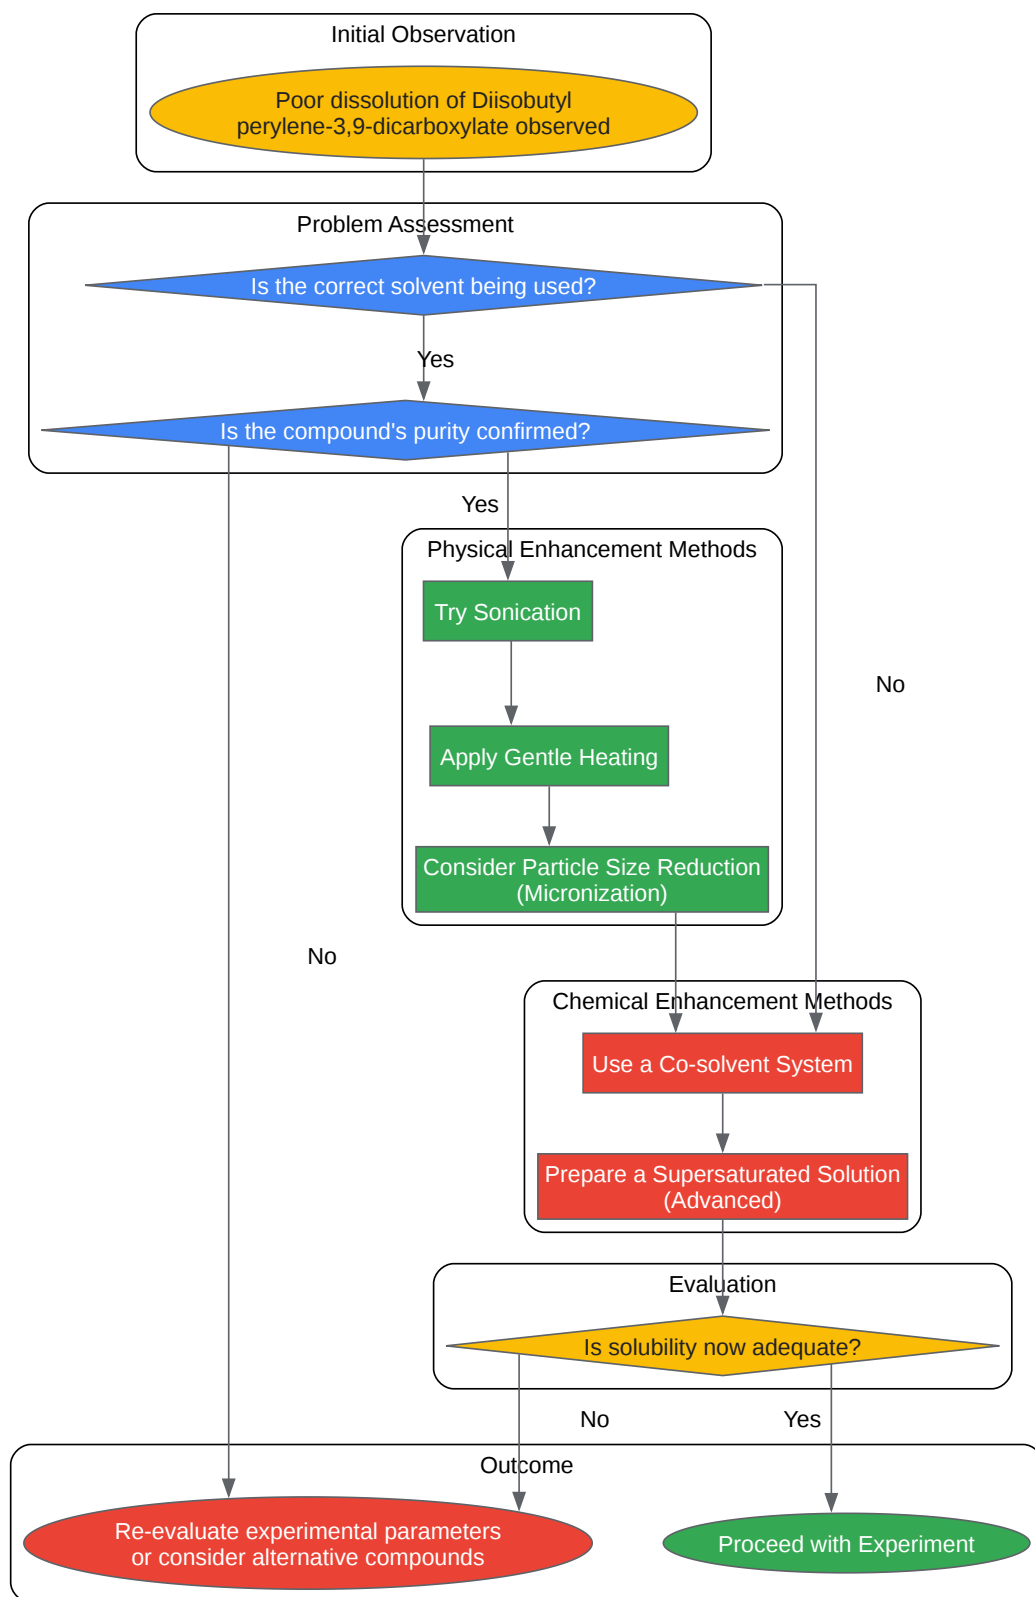 Initial Observation
Poor dissolution of Diisobutyl
perylene-3,9-dicarboxylate observed
Problem Assessment
Is the correct solvent being used?
Yes
Is the compound's purity confirmed?
Yes
Physical Enhancement Methods
Try Sonication
No
Apply Gentle Heating
Consider Particle Size Reduction
(Micronization)
No
Chemical Enhancement Methods
Use a Co-solvent System
Prepare a Supersaturated Solution
(Advanced)
Evaluation
Is solubility now adequate?
No
Yes
Outcome
Re-evaluate experimental parameters
or consider alternative compounds
Proceed with Experiment